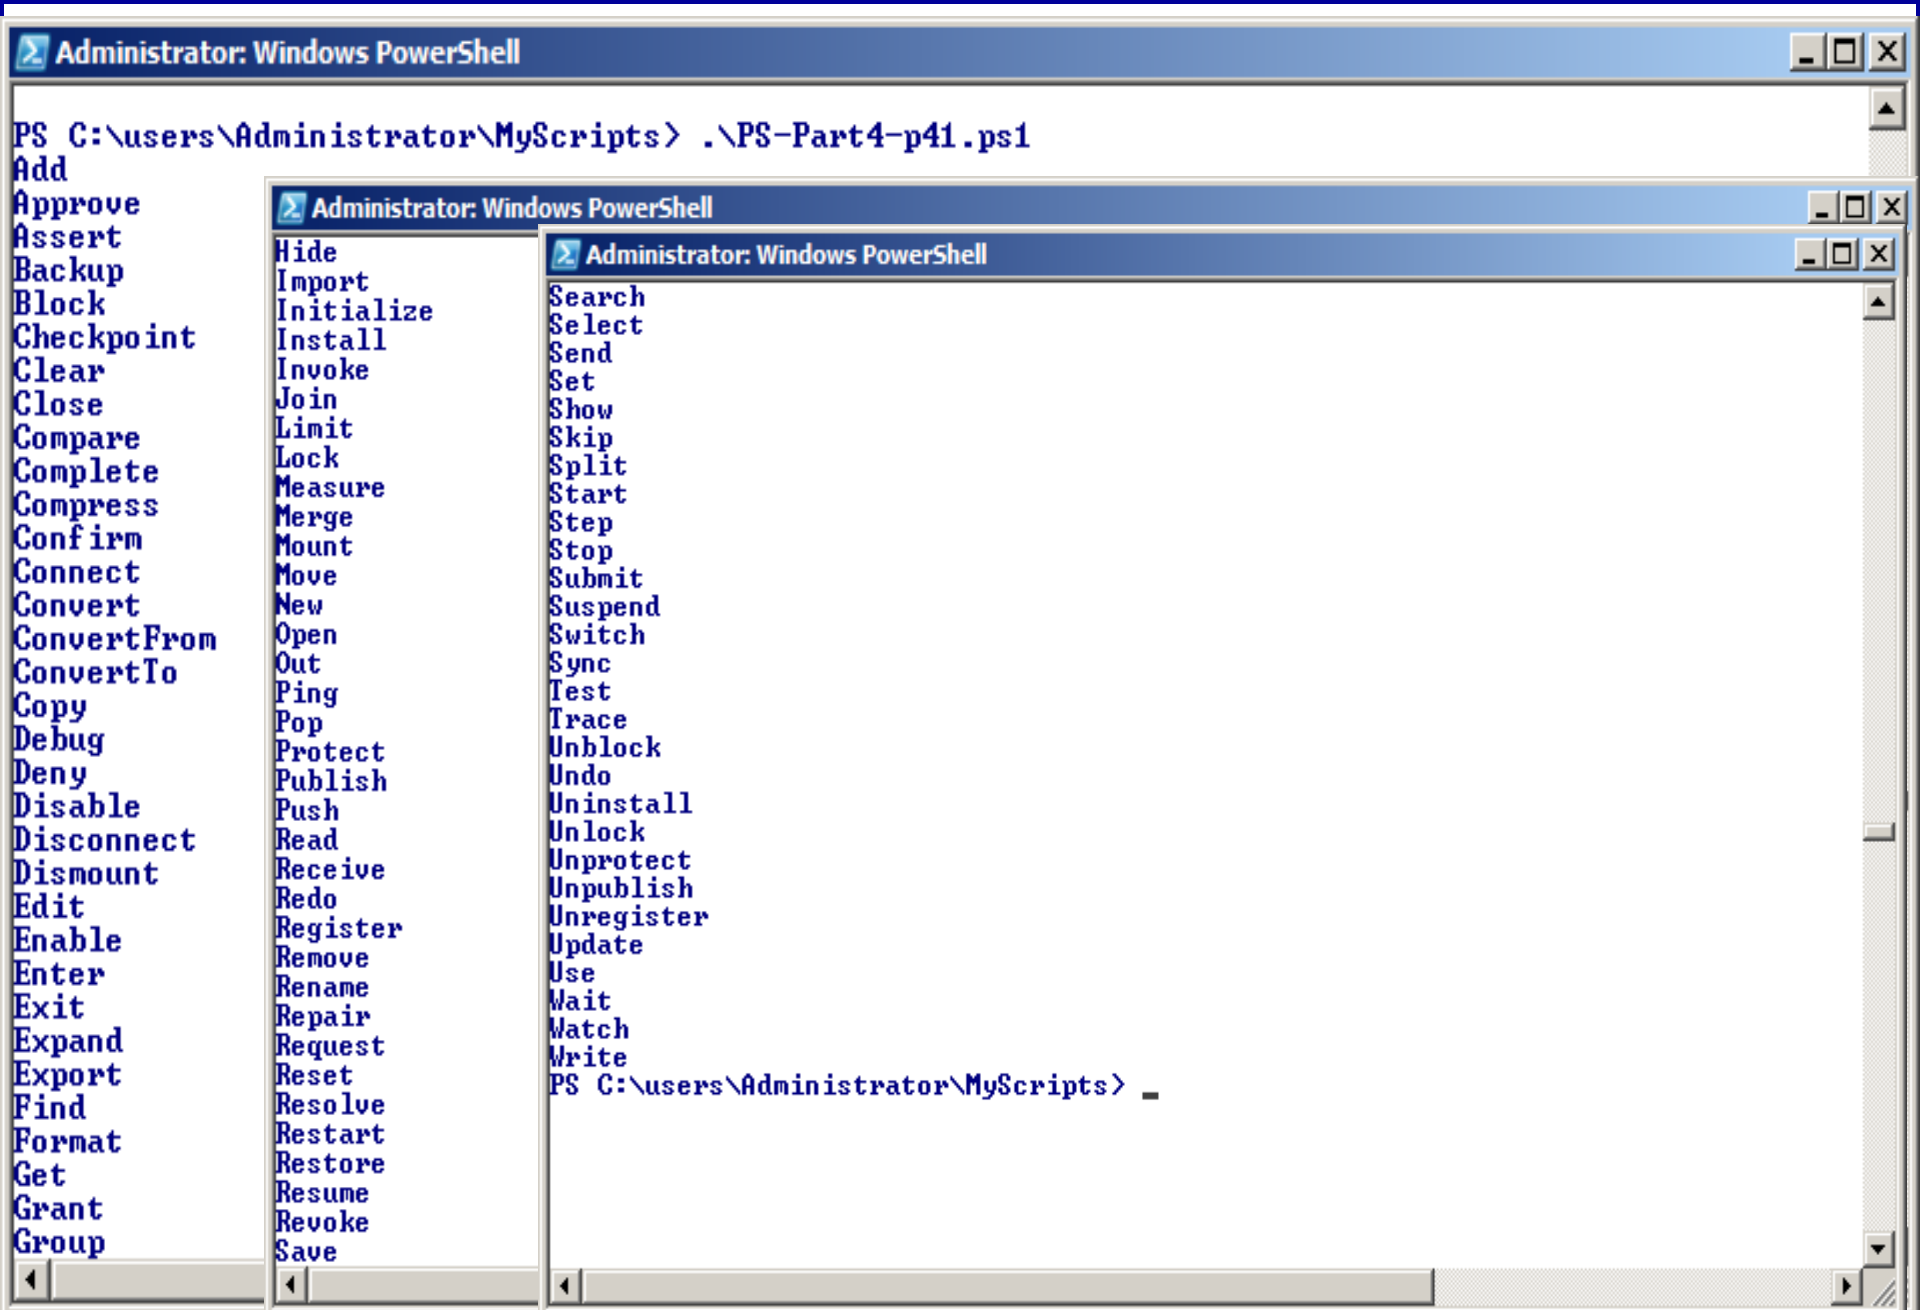 Administrator: Windows PowerShell
PS C:\users\Administrator\MyScripts> .\PS-Part4-p41.ps1
Add
Approve
Assert
Backup
Block
Checkpoint
Clear
Close
Compare
Complete
Compress
Confirm
Connect
Convert
ConvertFrom
ConvertTo
Copy
Debug
Deny
Disable
Disconnect
Dismount
Edit
Enable
Enter
Exit
Expand
Export
Find
Format
Get
Grant
Group
Administrator: Windows PowerShell
Hide
Import
Initialize
Install
Invoke
Join
Limit
Lock
Measure
Merge
Mount
Move
New
Open
Out
Ping
Pop
Protect
Publish
Push
Read
Receive
Redo
Register
Remove
Rename
Repair
Request
Reset
Resolve
Restart
Restore
Resume
Revoke
Save
Administrator: Windows PowerShell
Search
Select
Send
Set
Show
Skip
Split
Start
Step
Stop
Submit
Suspend
Switch
Sync
Test
Trace
Unblock
Undo
Uninstall
Unlock
Unprotect
Unpublish
Unregister
Update
Use
Wait
Watch
Write
PS C:\users\Administrator\MyScripts> _